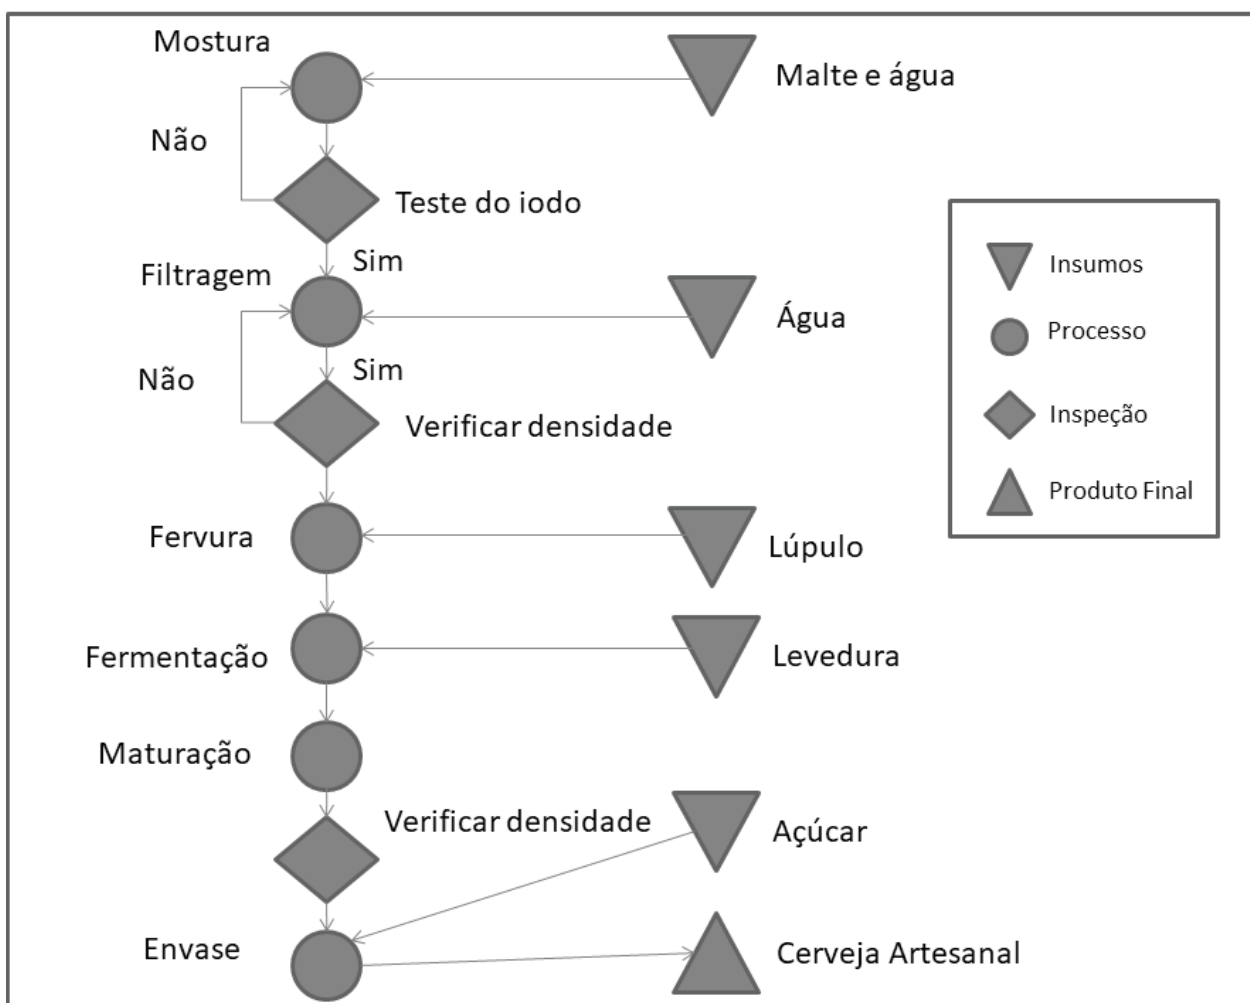 Mostura
Malte e água
Não
Teste do iodo
Sim
Filtragem
Água
Sim
Não
Verificar densidade
Fervura
Lúpulo
Fermentação
Levedura
Maturação
Verificar densidade
Açúcar
Envase
Cerveja Artesanal
Insumos
Processo
Inspeção
Produto Final